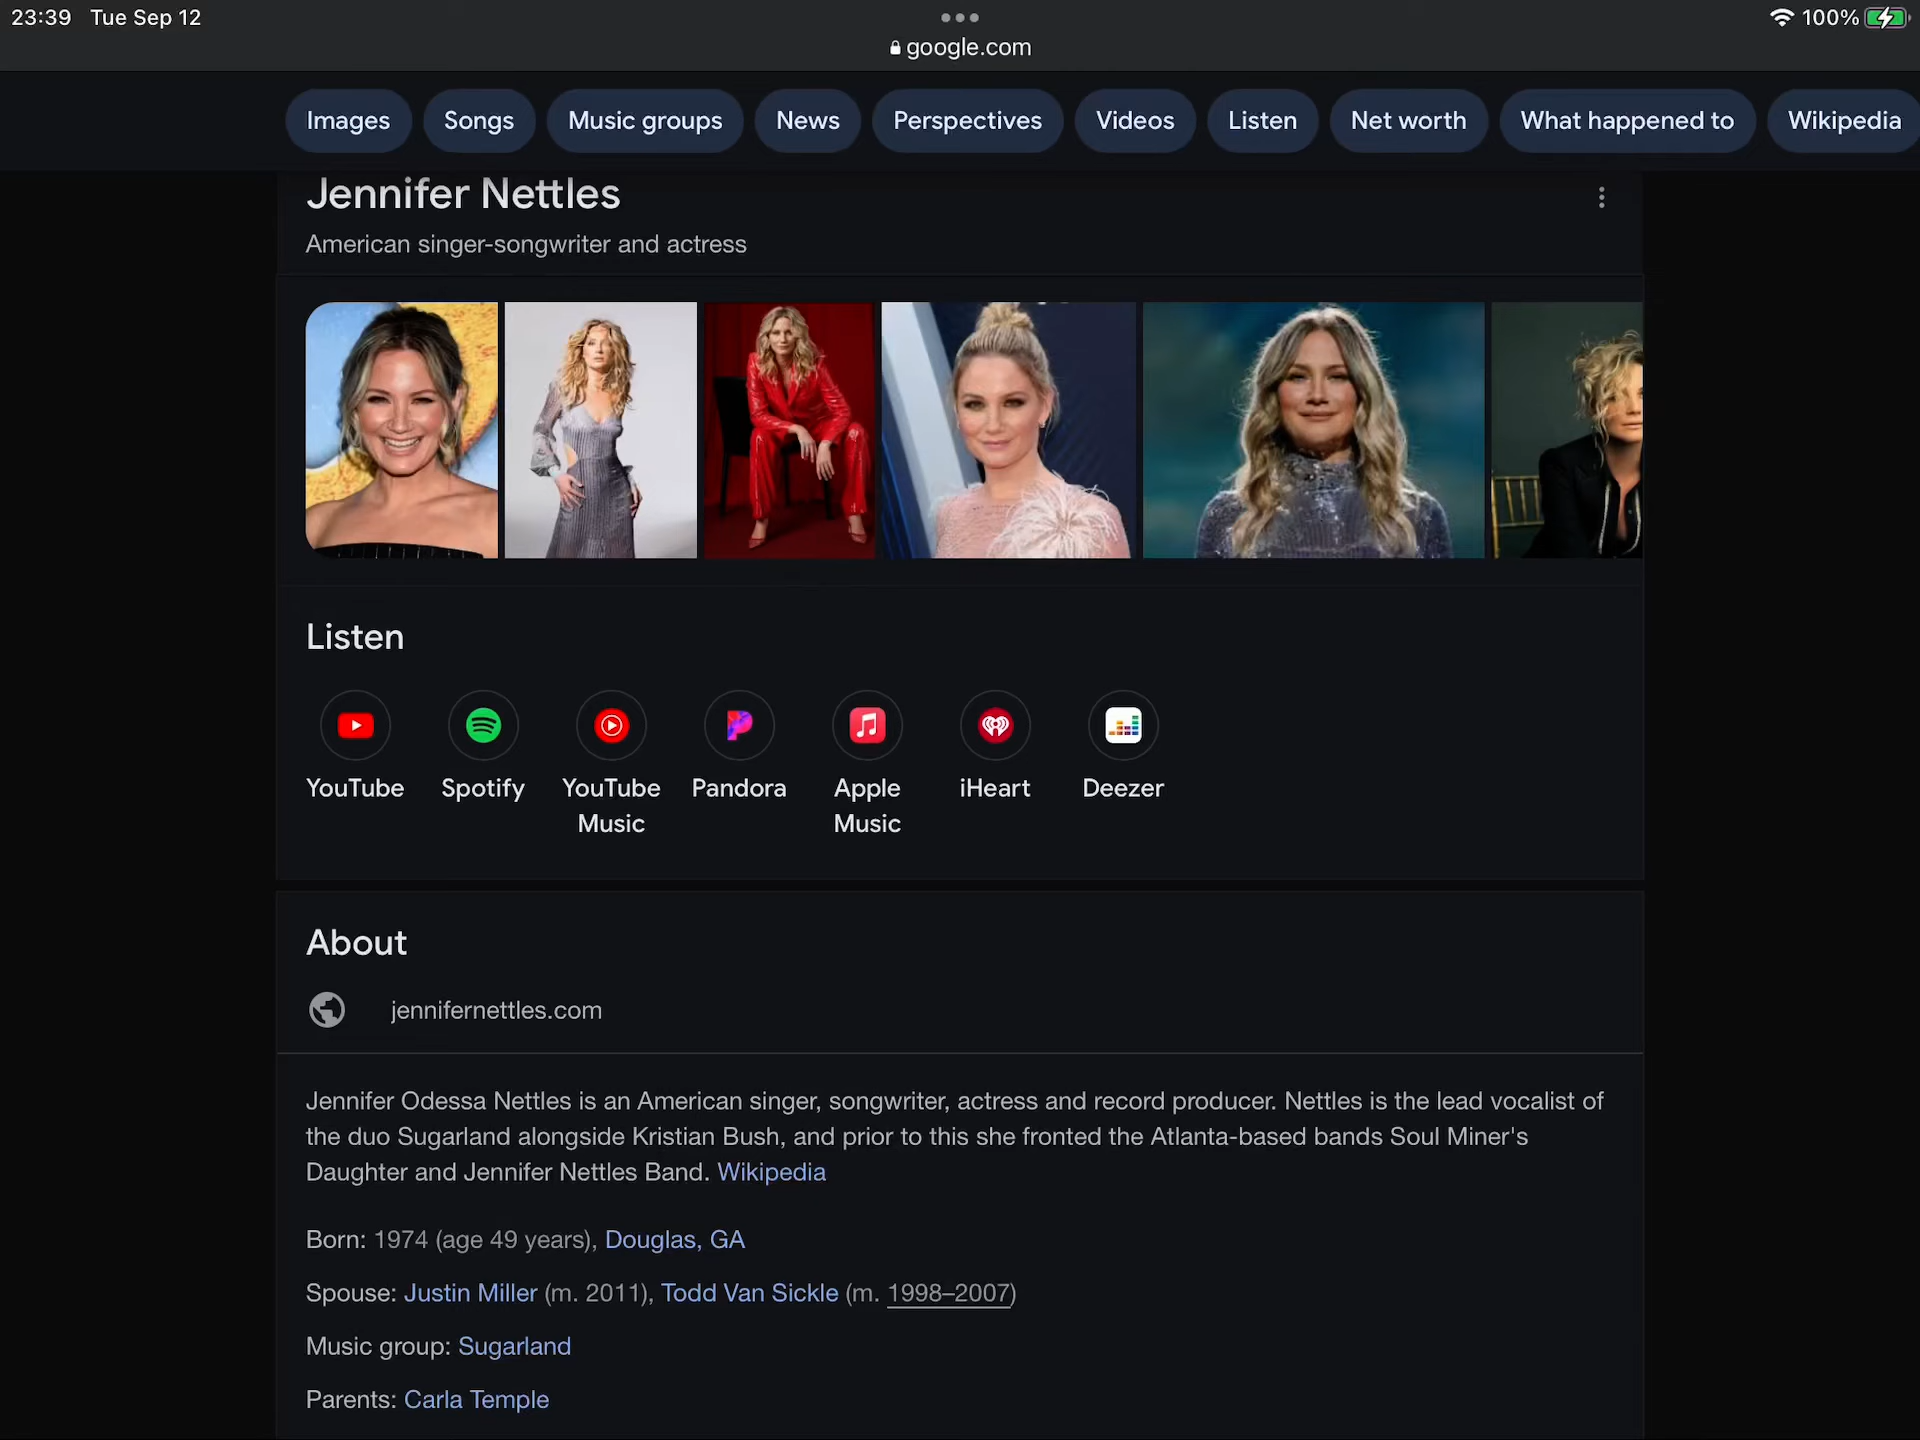 23:39 Tue Sep 12
100%
google.com
Images Songs Music groups News Perspectives Videos Listen Net worth What happened to Wikipedia
Jennifer Nettles
American singer-songwriter and actress
Listen
YouTube Spotify YouTube Music Pandora Apple Music iHeart Deezer
About
jennifernettles.com
Jennifer Odessa Nettles is an American singer, songwriter, actress and record producer. Nettles is the lead vocalist of
the duo Sugarland alongside Kristian Bush, and prior to this she fronted the Atlanta-based bands Soul Miner's
Daughter and Jennifer Nettles Band. Wikipedia
Born: 1974 (age 49 years), Douglas, GA
Spouse: Justin Miller (m. 2011), Todd Van Sickle (m. 1998–2007)
Music group: Sugarland
Parents: Carla Temple